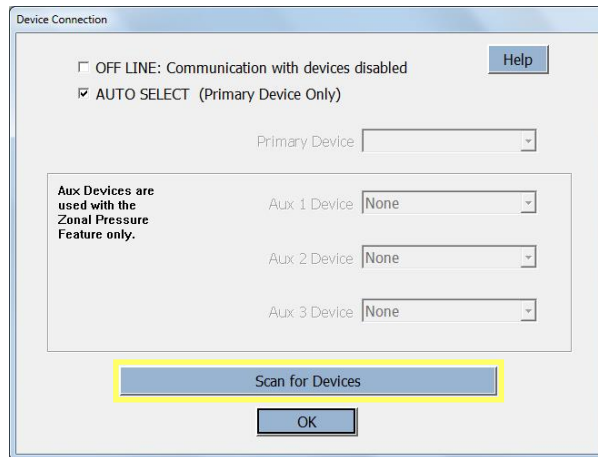 Device Connection
OFF LINE: Communication with devices disabled
Help
AUTO SELECT (Primary Device Only)
Primary Device
Aux Devices are
used with the
Zonal Pressure
Feature only.
Aux 1 Device None
Aux 2 Device None
Aux 3 Device None
Scan for Devices
OK